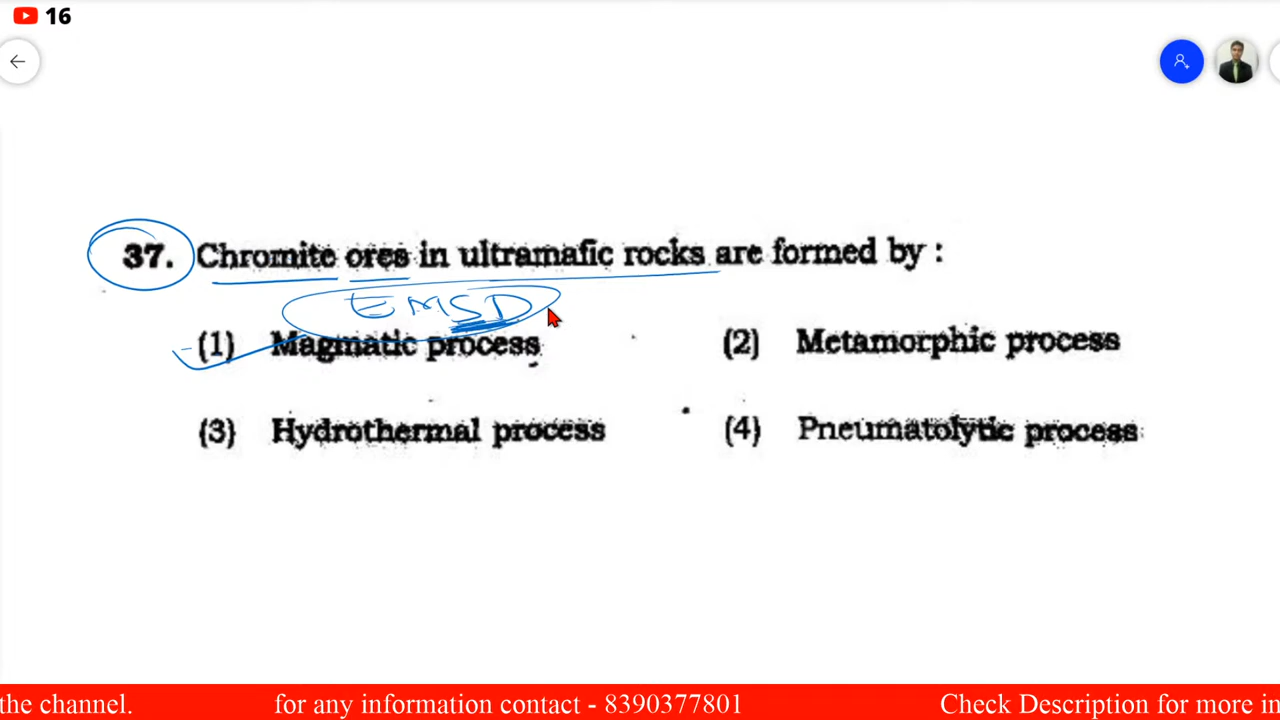 16
37. Chromite ores in ultramafic rocks are formed by :
EMSD
(1) Magmatic process
(2) Metamorphic process
(3) Hydrothermal process
(4) Pneumatolytic process
the channel. for any information contact - 8390377801 Check Description for more in